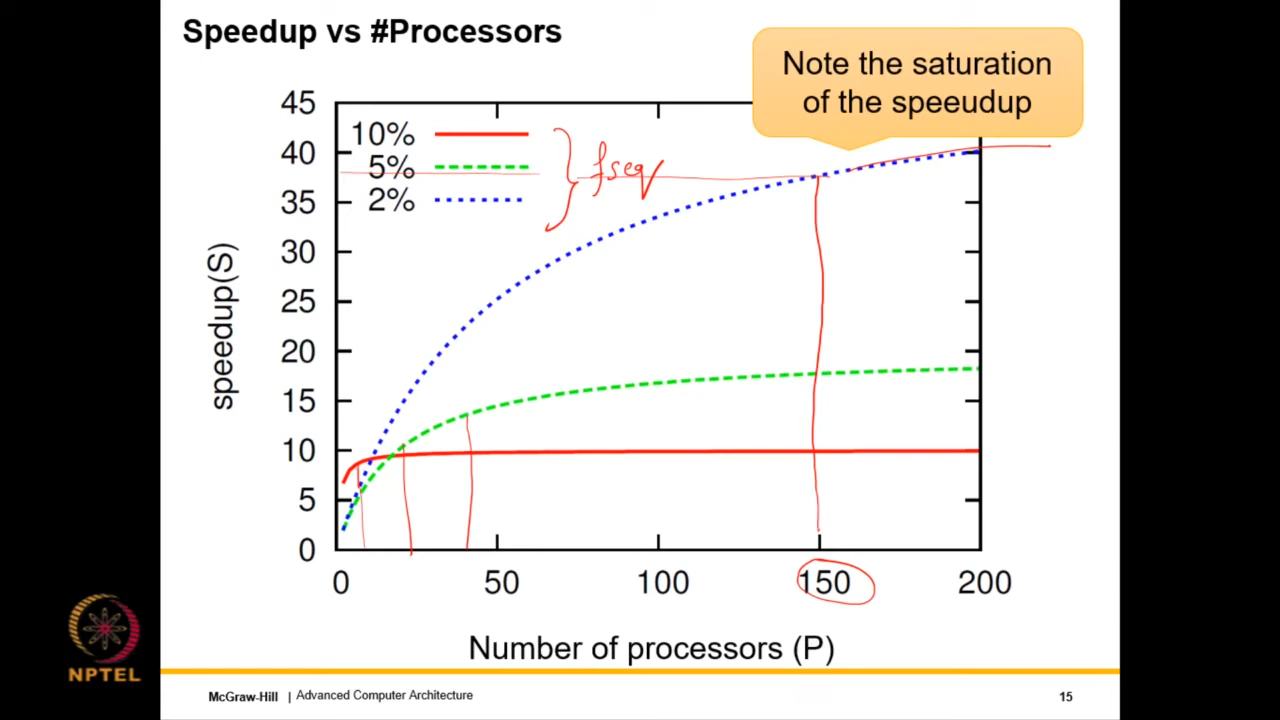 Speedup vs #Processors
Note the saturation
of the speeudup
45
40
35
30
25
20
15
10
5
0
10%
5%
2%
fseq
speedup(S)
0 50 100 150 200
Number of processors (P)
NPTEL
McGraw-Hill | Advanced Computer Architecture
15